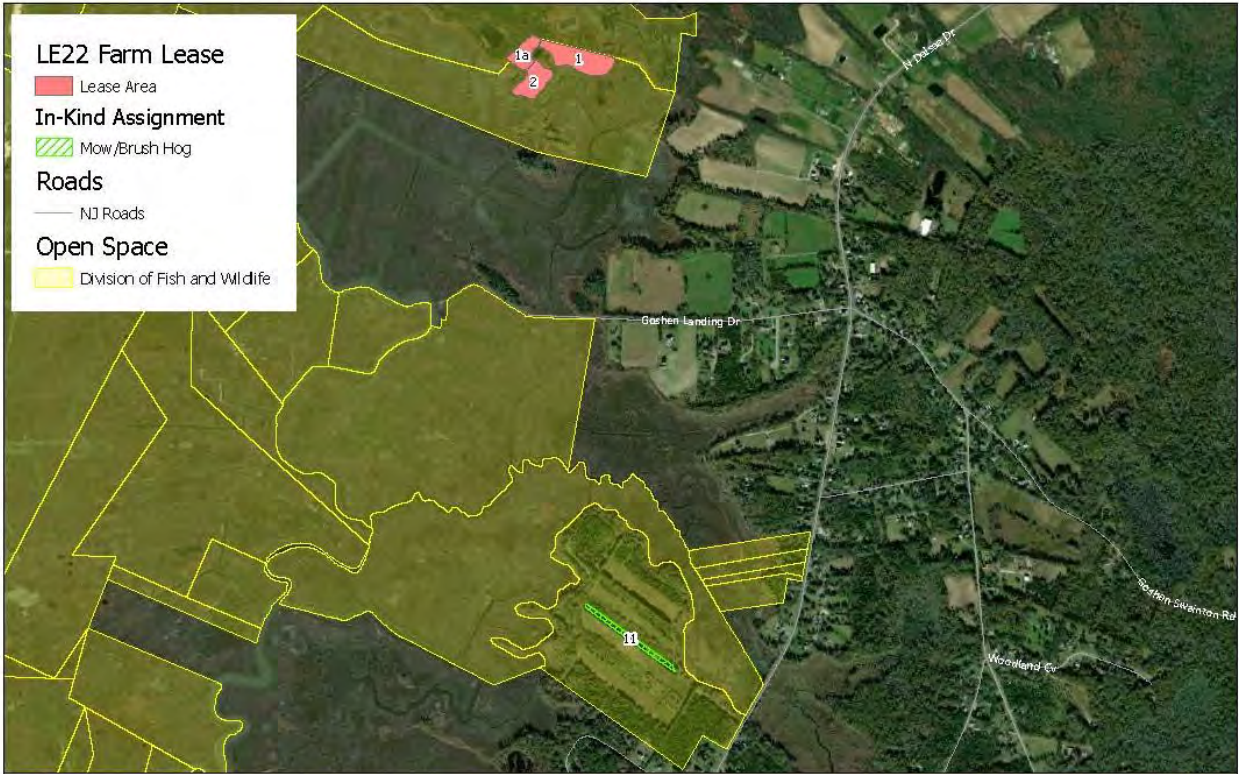 LE22 Farm Lease
Lease Area
In-Kind Assignment
Mow/Brush Hog
Roads
NJ Roads
Open Space
Division of Fish and Wildlife
1a
1
2
N Delsea Dr
Goshen Landing Dr
Goshen Swainton Rd
11
Woodland Cv